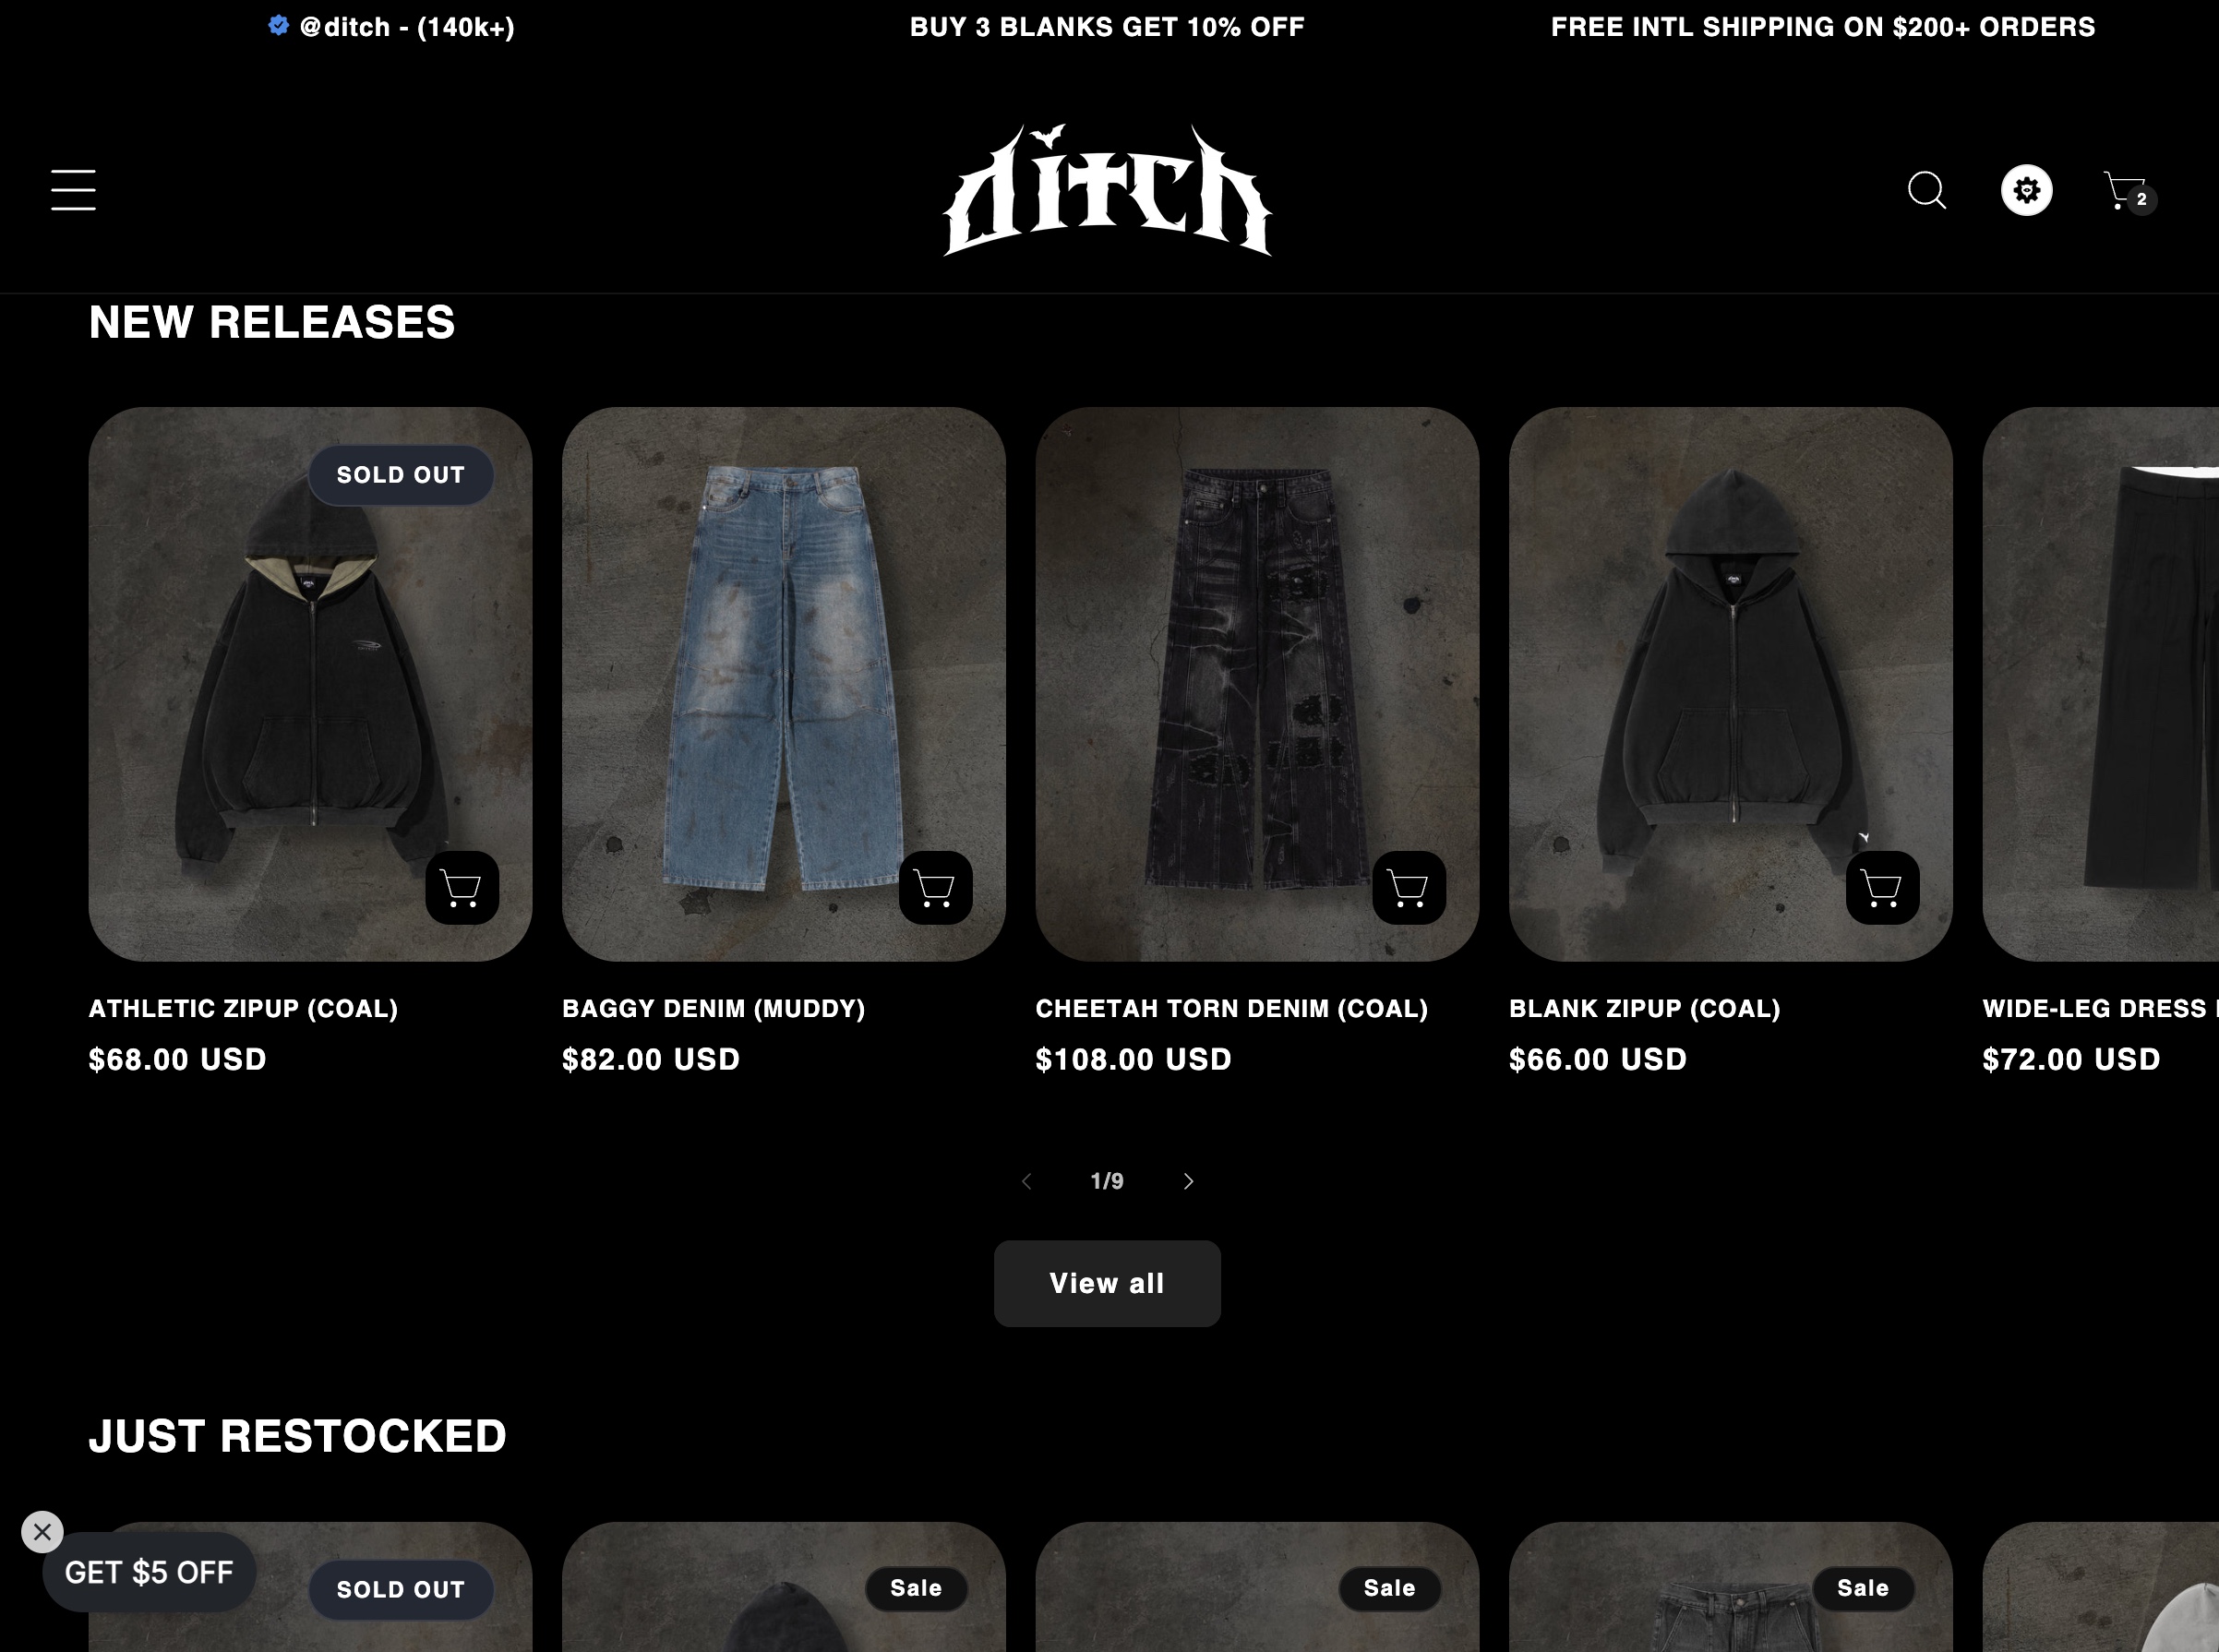 @ditch - (140k+)
BUY 3 BLANKS GET 10% OFF
FREE INTL SHIPPING ON $200+ ORDERS
ditch
2
NEW RELEASES
SOLD OUT
ATHLETIC ZIPUP (COAL)
$68.00 USD
BAGGY DENIM (MUDDY)
$82.00 USD
CHEETAH TORN DENIM (COAL)
$108.00 USD
BLANK ZIPUP (COAL)
$66.00 USD
WIDE-LEG DRESS
$72.00 USD
1/9
View all
JUST RESTOCKED
GET $5 OFF
SOLD OUT
Sale
Sale
Sale